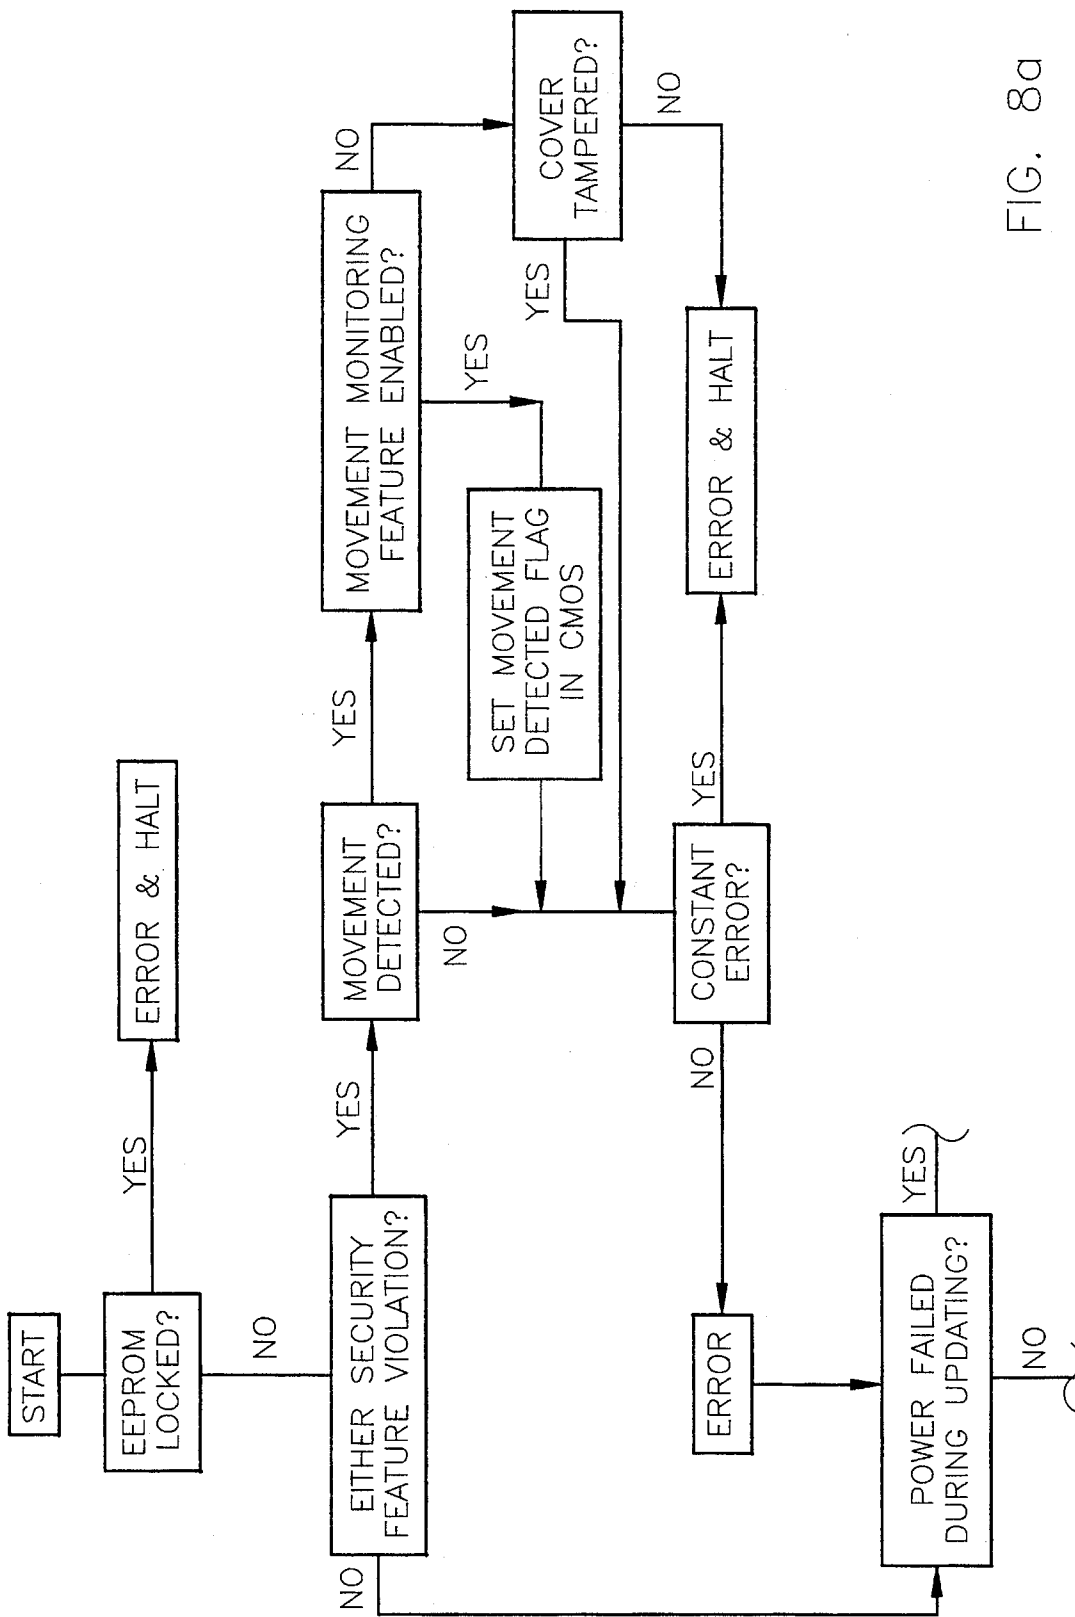 START
EEPROM
LOCKED?
YES
ERROR & HALT
NO
EITHER SECURITY
FEATURE VIOLATION?
NO
YES
MOVEMENT
DETECTED?
YES
NO
MOVEMENT MONITORING
FEATURE ENABLED?
NO
YES
SET MOVEMENT
DETECTED FLAG
IN CMOS
COVER
TAMPERED?
YES
NO
CONSTANT
ERROR?
YES
NO
ERROR & HALT
ERROR
POWER FAILED
DURING UPDATING?
YES
NO
FIG. 8a